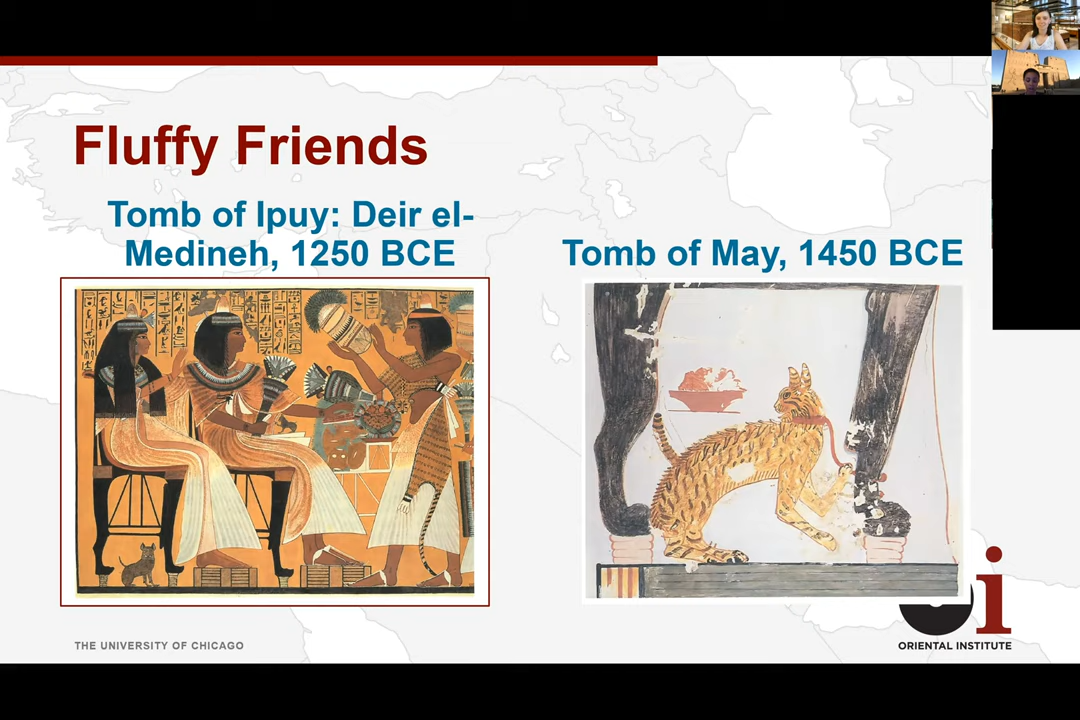 Fluffy Friends
Tomb of Ipuy: Deir el-
Medineh, 1250 BCE
Tomb of May, 1450 BCE
THE UNIVERSITY OF CHICAGO
oi
ORIENTAL INSTITUTE